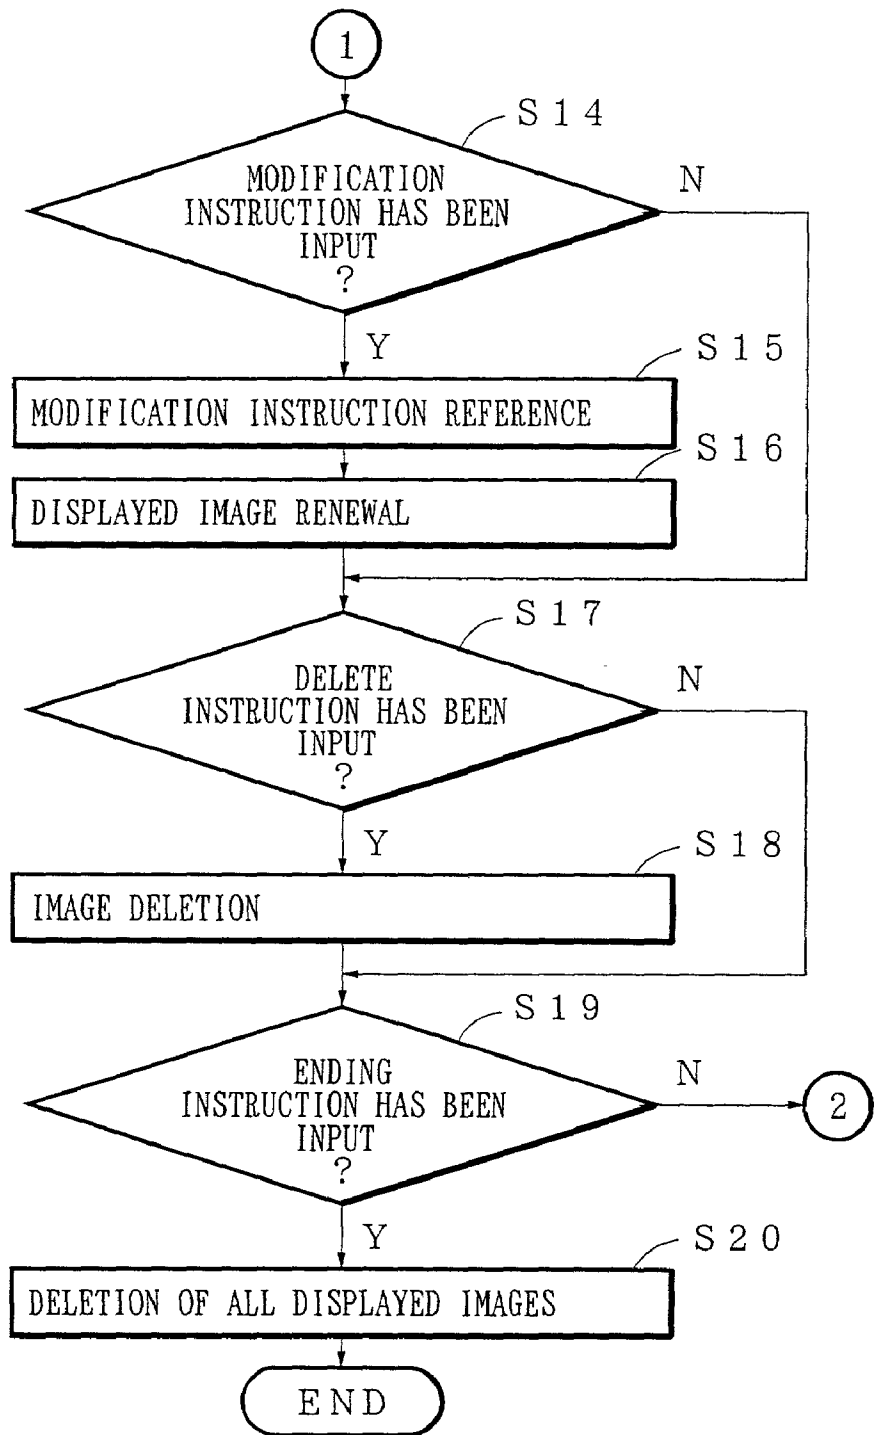 1
S14
MODIFICATION
INSTRUCTION HAS BEEN
INPUT
?
N
Y
S15
MODIFICATION INSTRUCTION REFERENCE
S16
DISPLAYED IMAGE RENEWAL
S17
DELETE
INSTRUCTION HAS BEEN
INPUT
?
N
Y
S18
IMAGE DELETION
S19
ENDING
INSTRUCTION HAS BEEN
INPUT
?
N
2
Y
S20
DELETION OF ALL DISPLAYED IMAGES
END